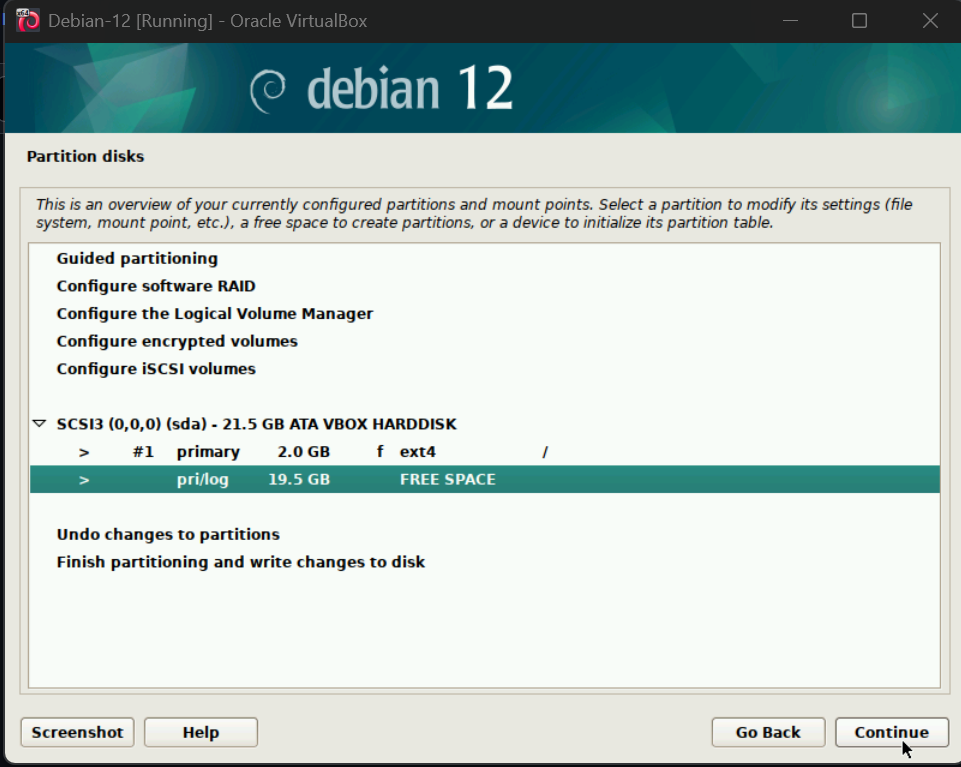 x64
Debian-12 [Running] - Oracle VirtualBox
debian 12
Partition disks
This is an overview of your currently configured partitions and mount points. Select a partition to modify its settings (file
system, mount point, etc.), a free space to create partitions, or a device to initialize its partition table.
Guided partitioning
Configure software RAID
Configure the Logical Volume Manager
Configure encrypted volumes
Configure iSCSI volumes
SCSI3 (0,0,0) (sda) - 21.5 GB ATA VBOX HARDDISK
> #1 primary 2.0 GB f ext4 /
> pri/log 19.5 GB FREE SPACE
Undo changes to partitions
Finish partitioning and write changes to disk
Screenshot Help Go Back Continue